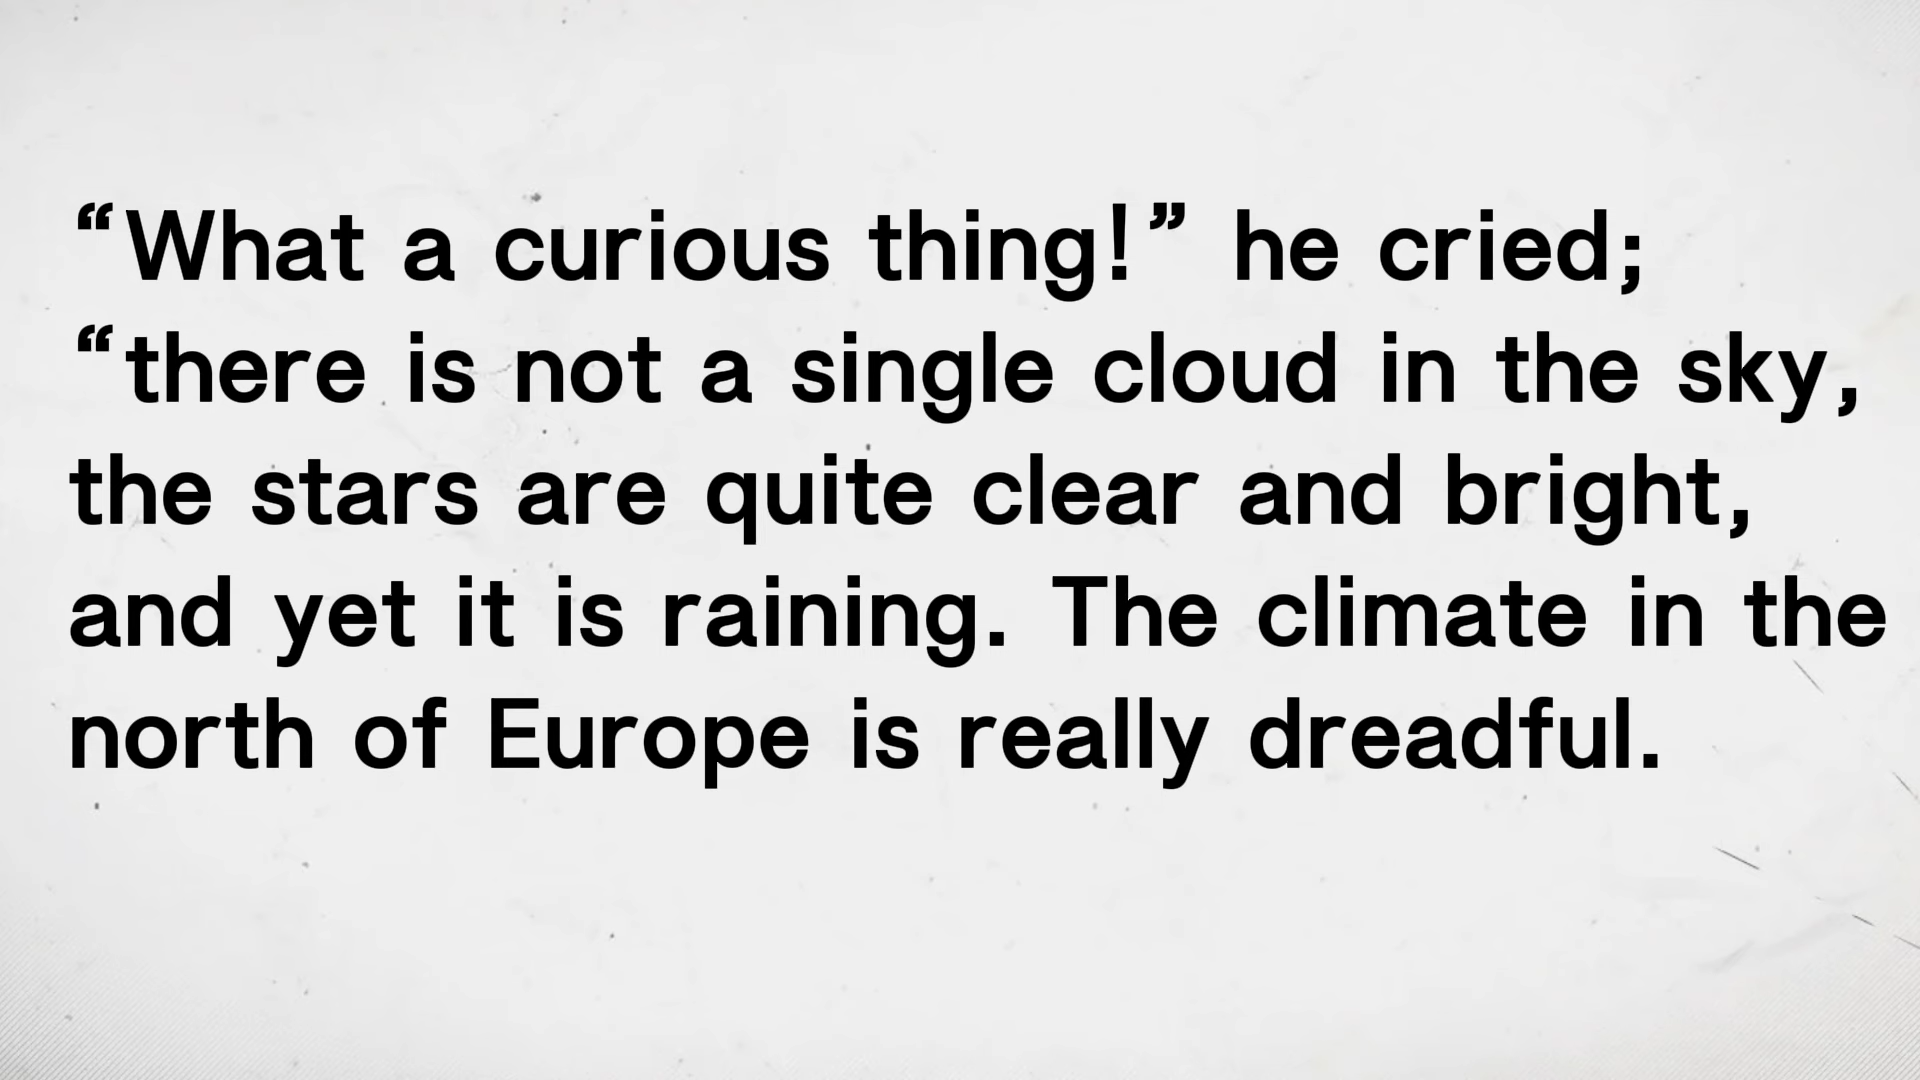 “What a curious thing!” he cried;
“there is not a single cloud in the sky,
the stars are quite clear and bright,
and yet it is raining. The climate in the
north of Europe is really dreadful.